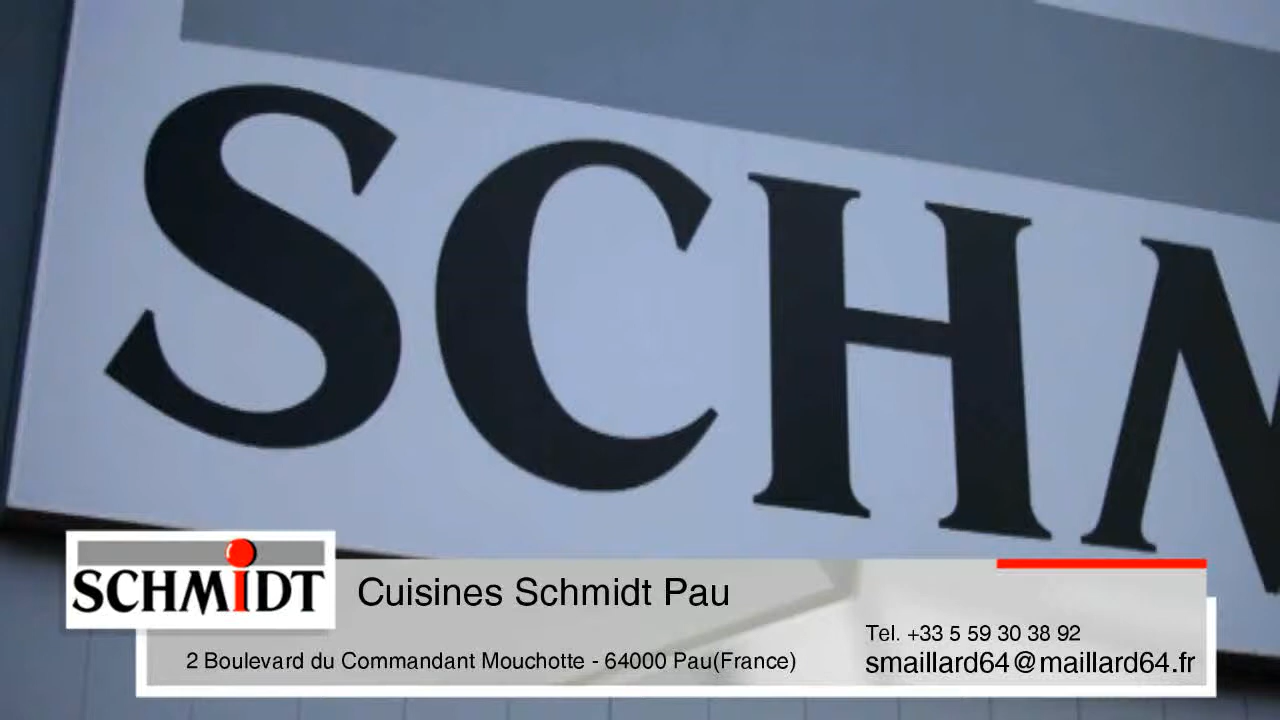 SCHM
SCHMiDT
Cuisines Schmidt Pau
Tel. +33 5 59 30 38 92
2 Boulevard du Commandant Mouchotte - 64000 Pau(France)
smaillard64@maillard64.fr